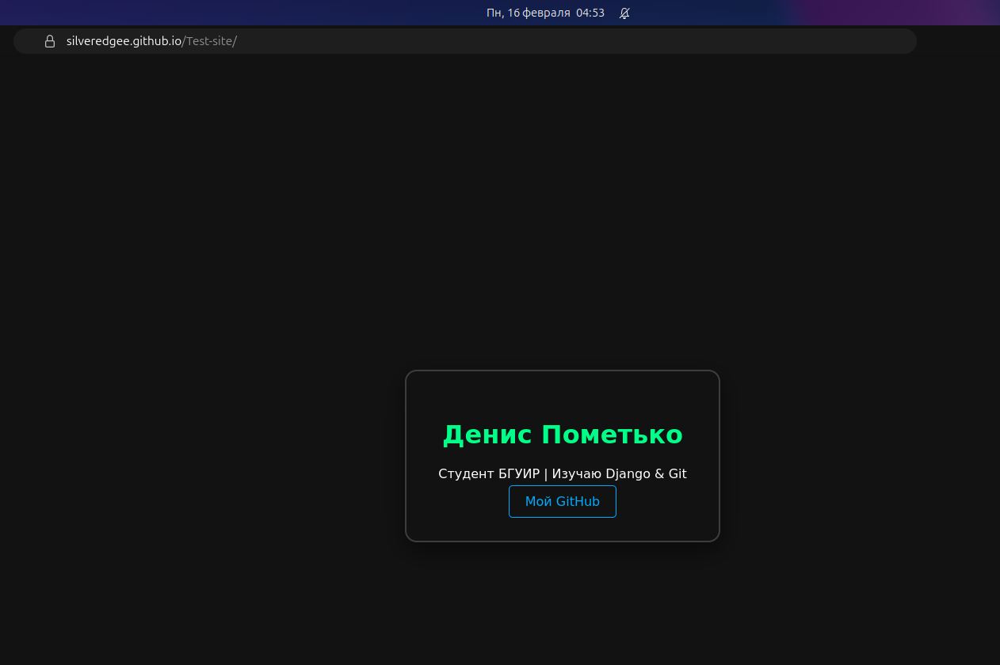 Пн, 16 февраля 04:53
silveredgee.github.io/Test-site/
Денис Пометько
Студент БГУИР | Изучаю Django & Git
Мой GitHub